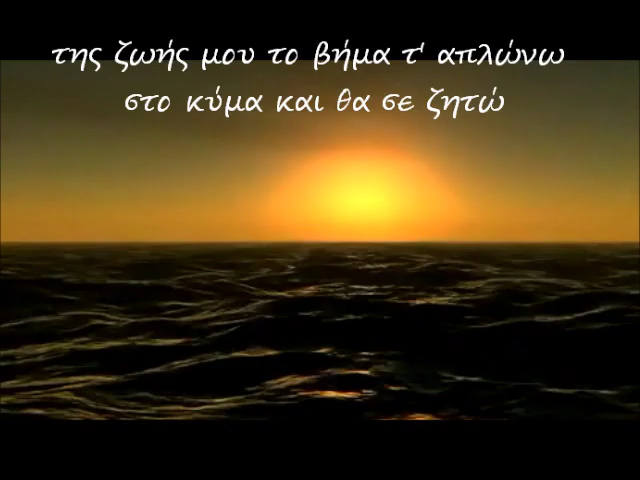 της ζωής μου το βήμα τ' απλώνω
στο κύμα και θα σε ζητώ